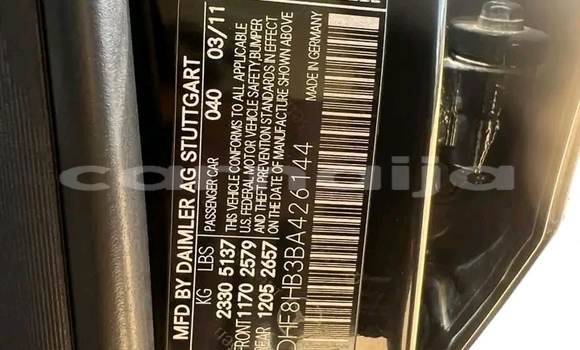 MFD BY DAIMLER AG STUTTGART
PASSENGER CAR 040 03/11
KG LBS
2330 5137
FRONT 1170 2579
REAR 1205 2657
THIS VEHICLE CONFORMS TO ALL APPLICABLE
U.S. FEDERAL MOTOR VEHICLE SAFETY, BUMPER
AND THEFT PREVENTION STANDARDS IN EFFECT
ON THE DATE OF MANUFACTURE SHOWN ABOVE
MADE IN GERMANY
DHF8HB3BA426144